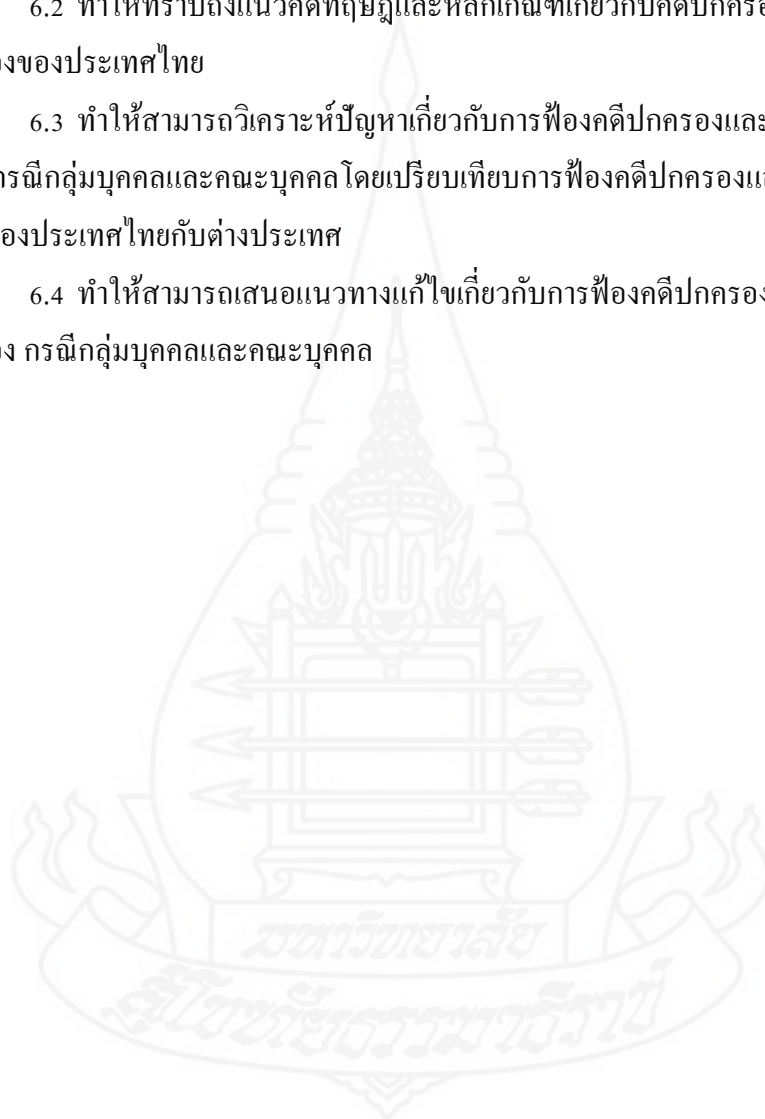 6.2 ทำให้ทราบถึงแนวคิดทฤษฎีและหลักเกณฑ์เกี่ยวกับคดีปกครอ
องของประเทศไทย
6.3 ทำให้สามารถวิเคราะห์ปัญหาเกี่ยวกับการฟ้องคดีปกครองและ
กรณีกลุ่มบุคคลและคณะบุคคลโดยเปรียบเทียบการฟ้องคดีปกครองแล
องประเทศไทยกับต่างประเทศ
6.4 ทำให้สามารถเสนอแนวทางแก้ไขเกี่ยวกับการฟ้องคดีปกครอง
อง กรณีกลุ่มบุคคลและคณะบุคคล
มหาวิทยาลัย
สุโขทัยธรรมาธิราช